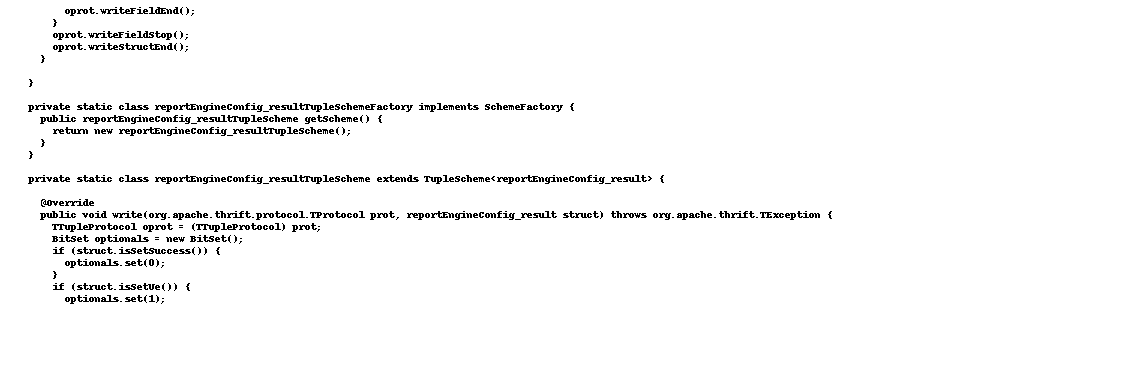 oprot.writeFieldEnd();
}
oprot.writeFieldStop();
oprot.writeStructEnd();
}
}
private static class reportEngineConfig_resultTupleSchemeFactory implements SchemeFactory {
public reportEngineConfig_resultTupleScheme getScheme() {
return new reportEngineConfig_resultTupleScheme();
}
}
private static class reportEngineConfig_resultTupleScheme extends TupleScheme<reportEngineConfig_result> {
@Override
public void write(org.apache.thrift.protocol.TProtocol prot, reportEngineConfig_result struct) throws org.apache.thrift.TException {
TTupleProtocol oprot = (TTupleProtocol) prot;
BitSet optionals = new BitSet();
if (struct.isSetSuccess()) {
optionals.set(0);
}
if (struct.isSetUe()) {
optionals.set(1);